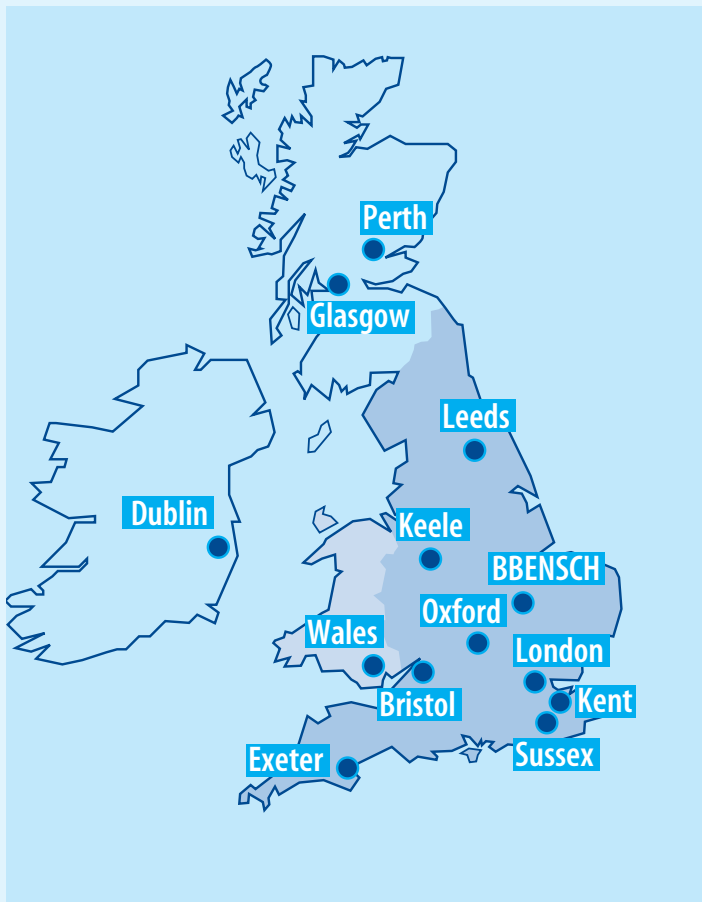 Perth
Glasgow
Leeds
Dublin
Keele
BBENSCH
Oxford
Wales
London
Bristol
Kent
Sussex
Exeter